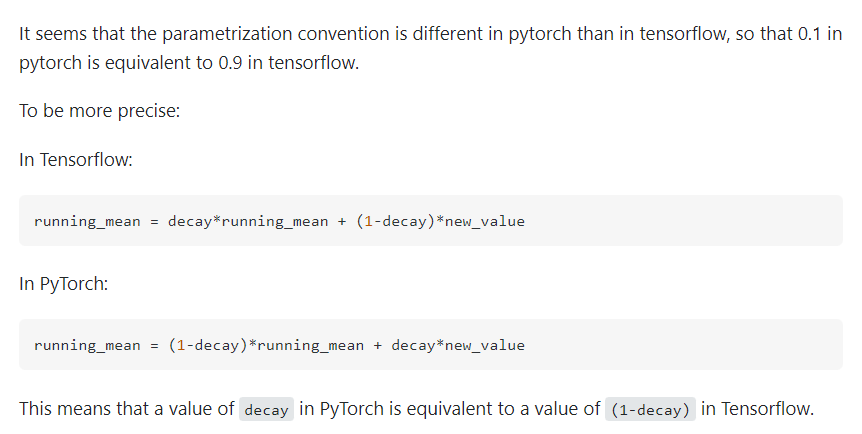 It seems that the parametrization convention is different in pytorch than in tensorflow, so that 0.1 in
pytorch is equivalent to 0.9 in tensorflow.
To be more precise:
In Tensorflow:
running_mean = decay*running_mean + (1-decay)*new_value
In PyTorch:
running_mean = (1-decay)*running_mean + decay*new_value
This means that a value of decay in PyTorch is equivalent to a value of (1-decay) in Tensorflow.